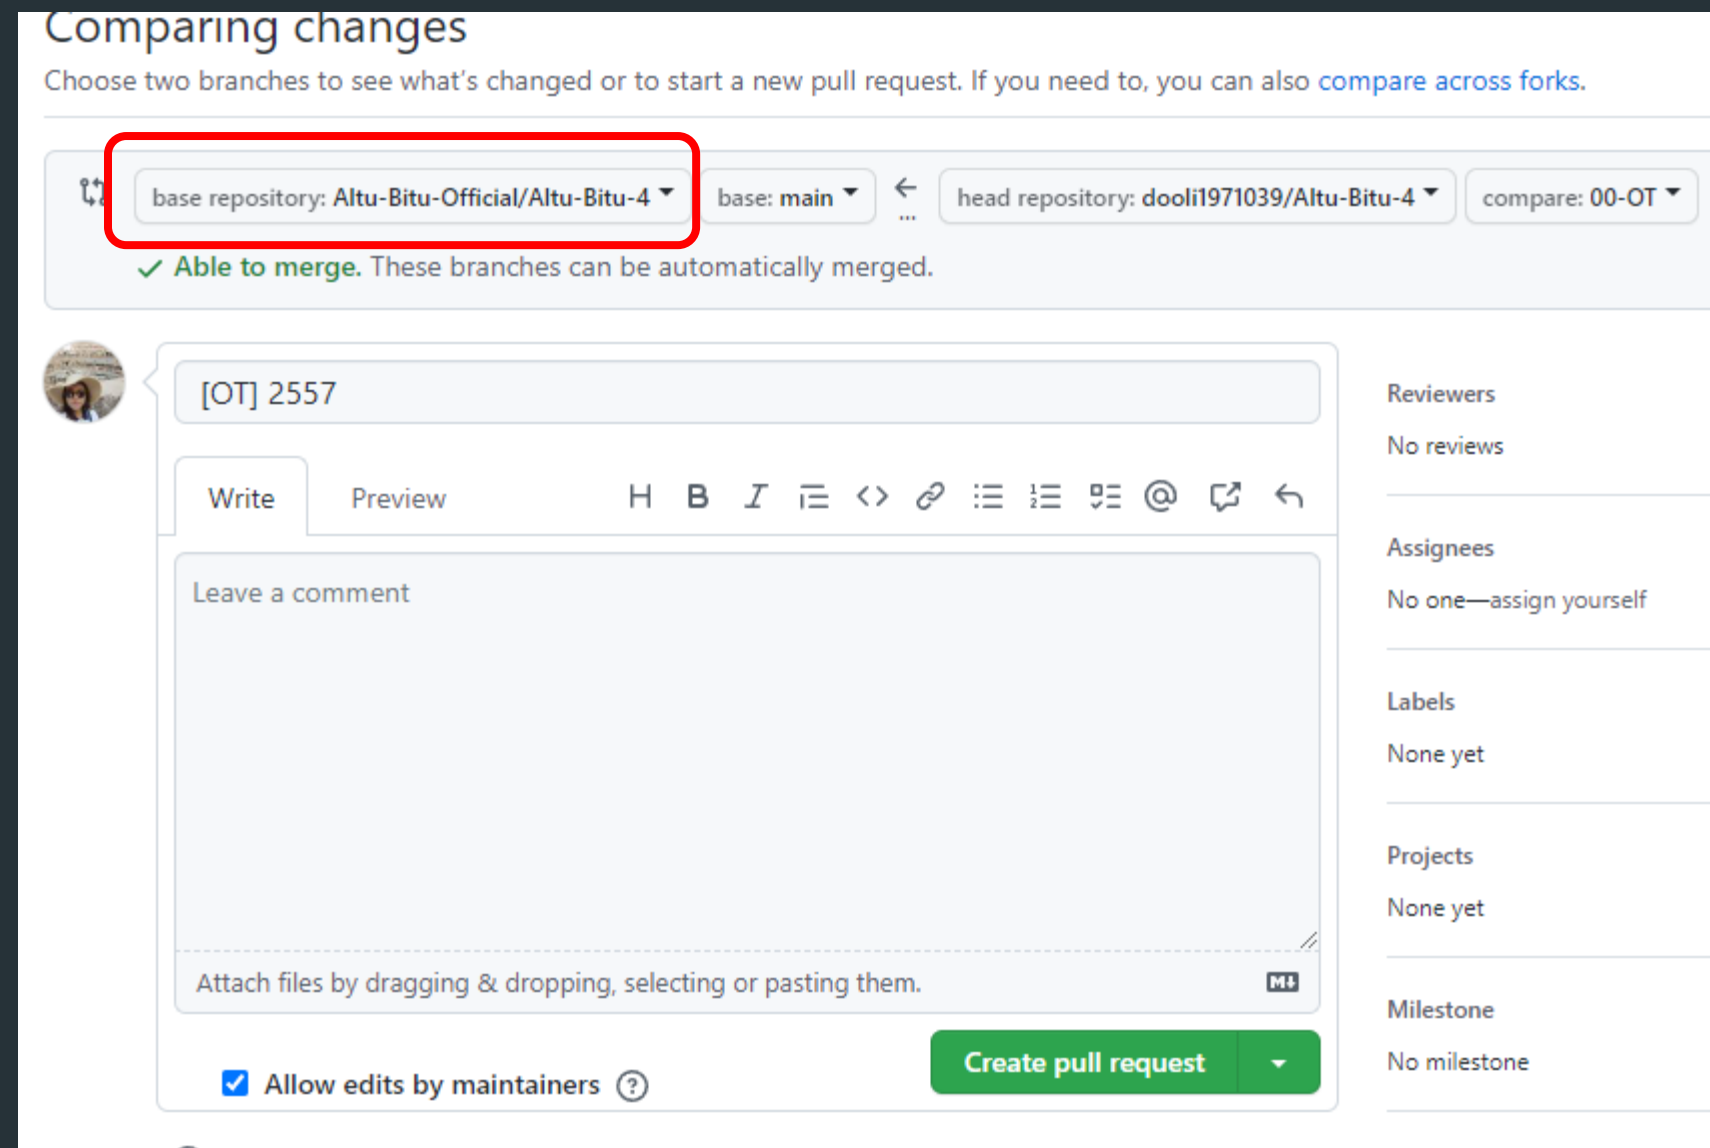 Comparing changes
Choose two branches to see what's changed or to start a new pull request. If you need to, you can also compare across forks.
base repository: Altu-Bitu-Official/Altu-Bitu-4 base: main ← ... head repository: dooli1971039/Altu-Bitu-4 compare: 00-OT
✓ Able to merge. These branches can be automatically merged.
[OT] 2557
Write Preview H B I
Leave a comment
Attach files by dragging & dropping, selecting or pasting them.
Allow edits by maintainers
Create pull request
Reviewers
No reviews
Assignees
No one—assign yourself
Labels
None yet
Projects
None yet
Milestone
No milestone